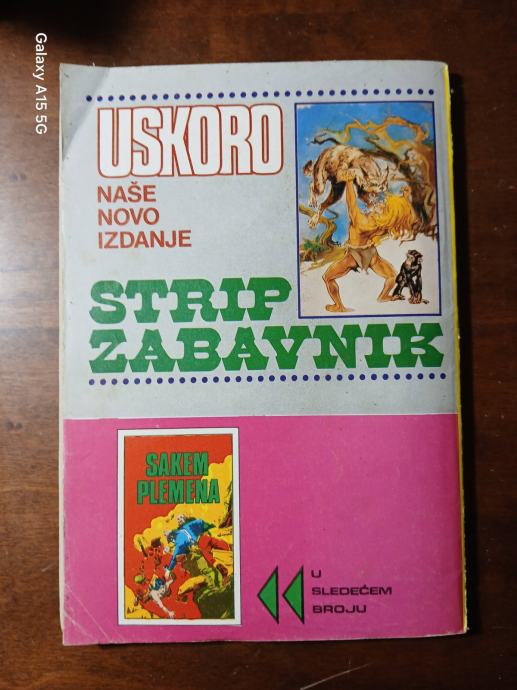 Galaxy A15 5G
USKORO
NAŠE
NOVO
IZDANJE
STRIP
ZABAVNIK
SAKEM
PLEMENA
U
SLEDEĆEM
BROJU